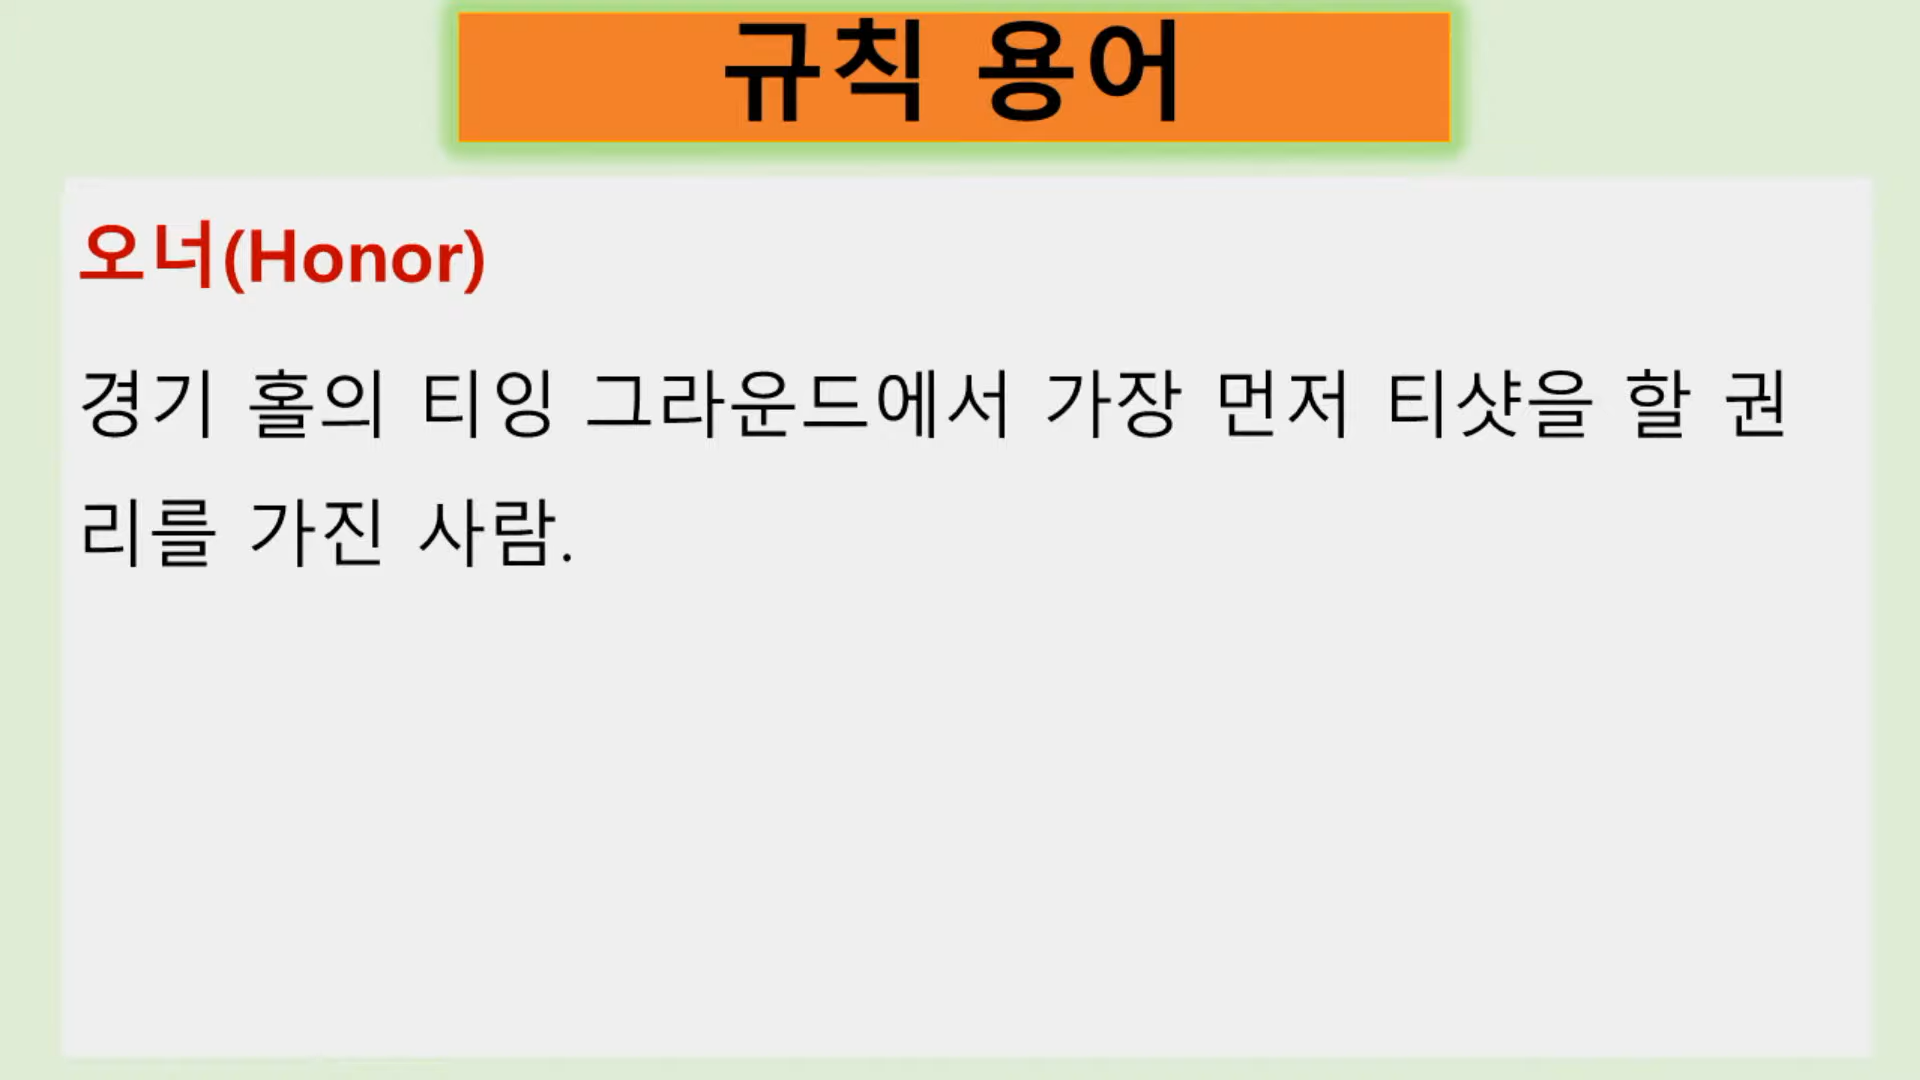 규칙 용어
오너(Honor)
경기 홀의 티잉 그라운드에서 가장 먼저 티샷을 할 권
리를 가진 사람.